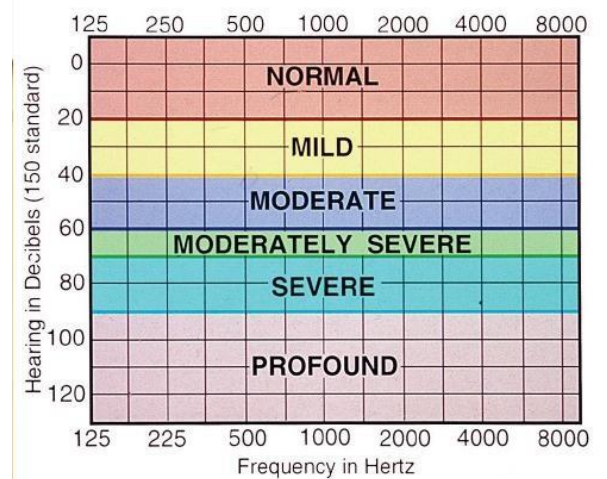 125 250 500 1000 2000 4000 8000
0
NORMAL
20
MILD
40
MODERATE
60
MODERATELY SEVERE
80
SEVERE
100
PROFOUND
120
125 225 500 1000 2000 4000 8000
Frequency in Hertz
Hearing in Decibels (150 standard)